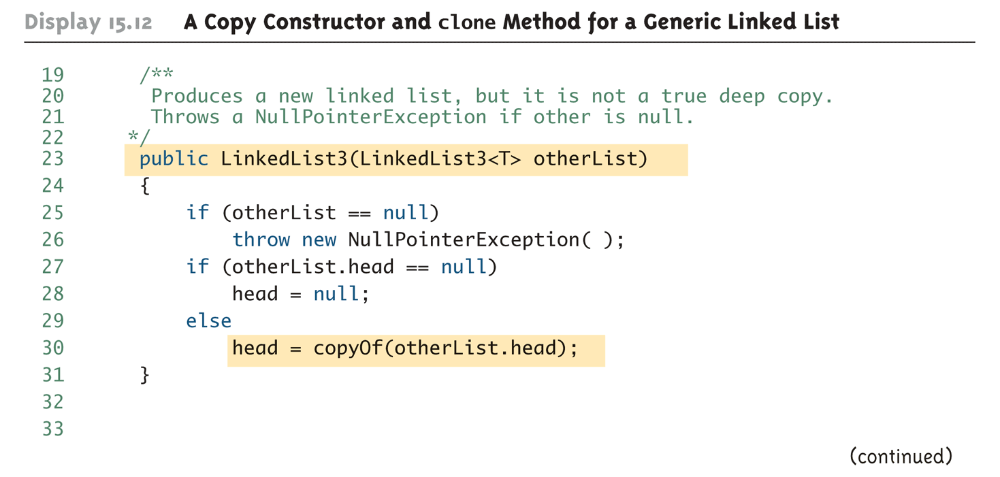 Display 15.12 A Copy Constructor and clone Method for a Generic Linked List
19 /**
20 Produces a new linked list, but it is not a true deep copy.
21 Throws a NullPointerException if other is null.
22 */
23 public LinkedList3(LinkedList3<T> otherList)
24 {
25 if (otherList == null)
26 throw new NullPointerException( );
27 if (otherList.head == null)
28 head = null;
29 else
30 head = copyOf(otherList.head);
31 }
32
33
(continued)